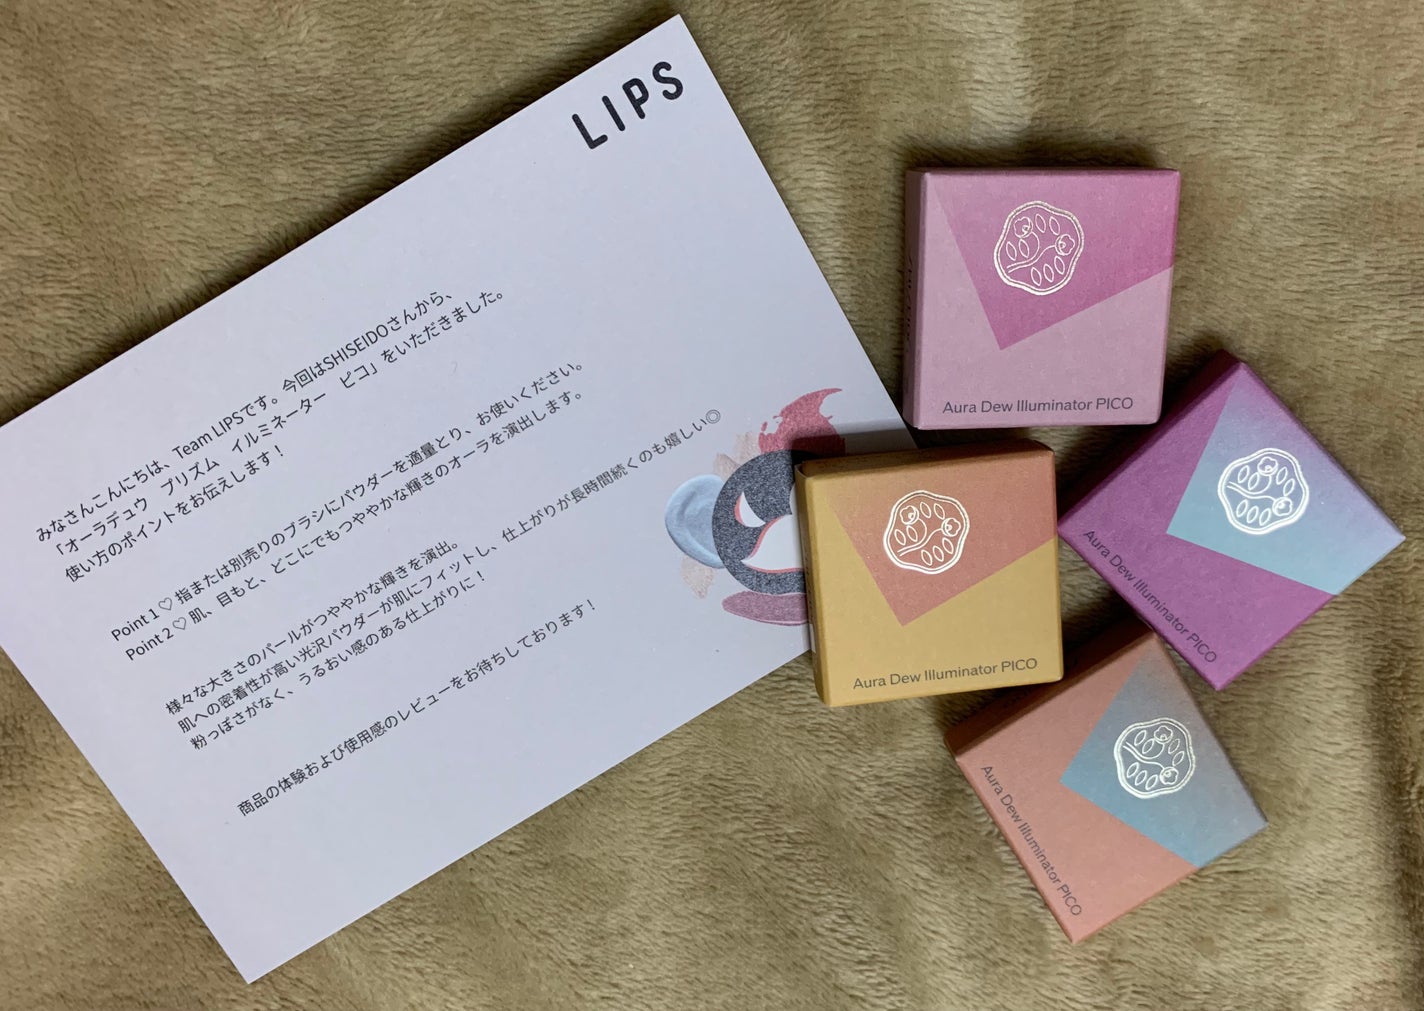 LIPS
みなさんこんにちは、Team LIPSです。今回はSHISEIDOさんから、
「オーラデュウ　プリズム　イルミネーター　ピコ」をいただきました。
使い方のポイントをお伝えします！
Point 1 ♡ 指または別売りのブラシにパウダーを適量とり、お使いください。
Point 2 ♡ 肌、目もと、どこにでもつややかな輝きのオーラを演出します。
様々な大きさのパールがつややかな輝きを演出。
肌への密着性が高い光沢パウダーが肌にフィットし、仕上がりが長時間続くのも嬉しい◎
粉っぽさがなく、うるおい感のある仕上がりに！
商品の体験および使用感のレビューをお待ちしております！
Aura Dew Illuminator PICO
Aura Dew Illuminator PICO
Aura Dew Illuminator PICO
Aura Dew Illuminator PICO